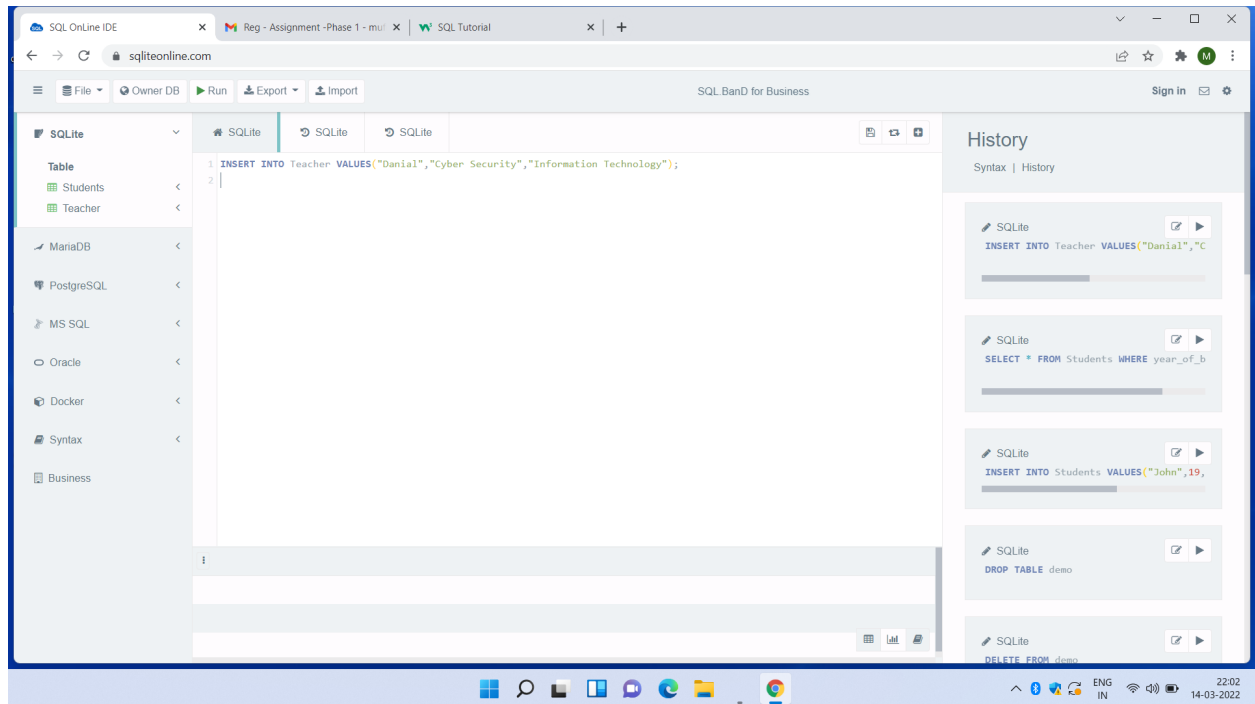 SQL OnLine IDE
Reg - Assignment -Phase 1 - mu
SQL Tutorial
sqliteonline.com
M
File
Owner DB
Run
Export
Import
SQL.BanD for Business
Sign in
SQLite
Table
Students
Teacher
MariaDB
PostgreSQL
MS SQL
Oracle
Docker
Syntax
Business
SQLite
SQLite
SQLite
1 INSERT INTO Teacher VALUES("Danial","Cyber Security","Information Technology");
2
History
Syntax | History
SQLite
INSERT INTO Teacher VALUES("Danial","C
SQLite
SELECT * FROM Students WHERE year_of_b
SQLite
INSERT INTO Students VALUES("John",19,
SQLite
DROP TABLE demo
SQLite
DELETE FROM demo
ENG
IN
22:02
14-03-2022